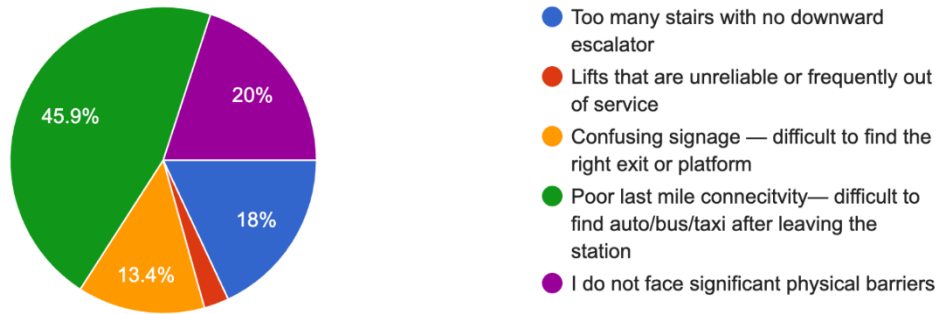 45.9%
20%
18%
13.4%
Too many stairs with no downward
escalator
Lifts that are unreliable or frequently out
of service
Confusing signage — difficult to find the
right exit or platform
Poor last mile connecitvity— difficult to
find auto/bus/taxi after leaving the
station
I do not face significant physical barriers